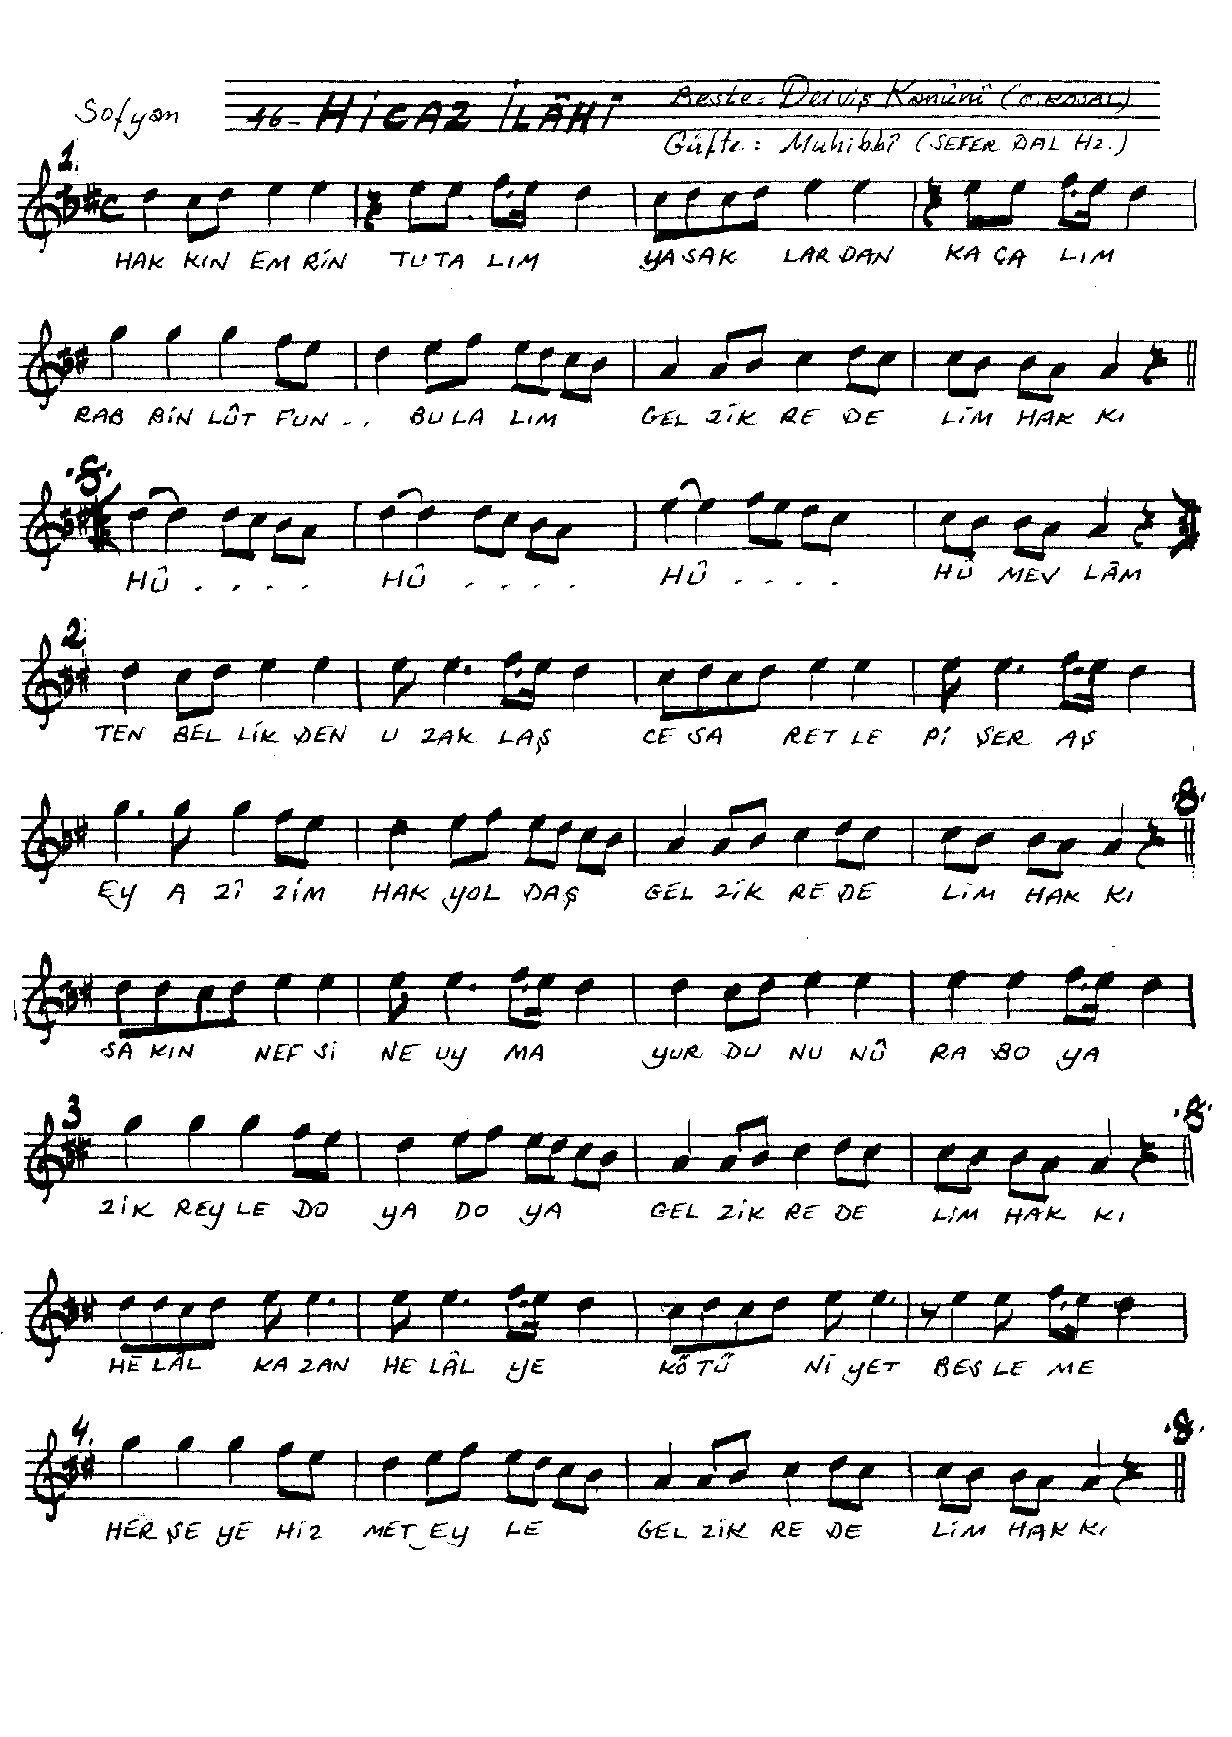 Sofyan
46- HİCAZ İLÂHİ
Beste: Derviş Kanûnî
Güfte: Muhibbî (SEFER DAL HZ.)
1.
HAK KIN EM RİN TU TA LIM YA SAK LAR DAN KA ÇA LIM
RAB BİN LÛT FUN . . BU LA LIM GEL ZİK RE DE LİM HAK KI
HÛ . . . . HÛ . . . . HÛ . . . . HÛ MEV LÂM
2.
TEN BEL LİK DEN U ZAK LAŞ CE SA RET LE Pİ ŞER AŞ
EY A Zİ ZİM HAK YOL DAŞ GEL ZİK RE DE LİM HAK KI
SA KIN NEF Sİ NE UY MA YUR DU NU NÛ RA BO YA
3
ZİK REY LE DO YA DO YA GEL ZİK RE DE LİM HAK KI
HE LÂL KA ZAN HE LÂL YE KÖ TÜ Nİ YET BES LE ME
4.
HER ŞE YE HİZ MET EY LE GEL ZİK RE DE LİM HAK KI